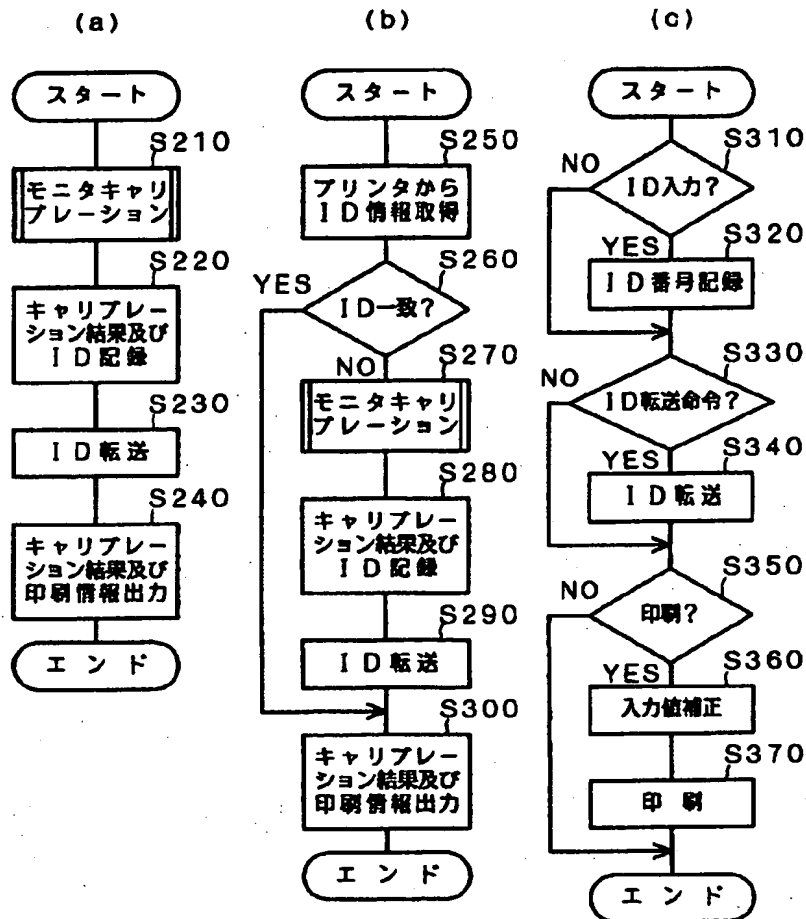 (a)
スタート
S210
モニタキャリ
ブレーション
S220
キャリブレー
ション結果及び
ID記録
S230
ID転送
S240
キャリブレー
ション結果及び
印刷情報出力
エンド
(b)
スタート
S250
プリンタから
ID情報取得
S260
YES
ID一致?
NO
S270
モニタキャリ
ブレーション
S280
キャリブレー
ション結果及び
ID記録
S290
ID転送
S300
キャリブレー
ション結果及び
印刷情報出力
エンド
(c)
スタート
S310
NO
ID入力?
YES
S320
ID番号記録
S330
NO
ID転送命令?
YES
S340
ID転送
S350
NO
印刷?
YES
S360
入力値補正
S370
印刷
エンド